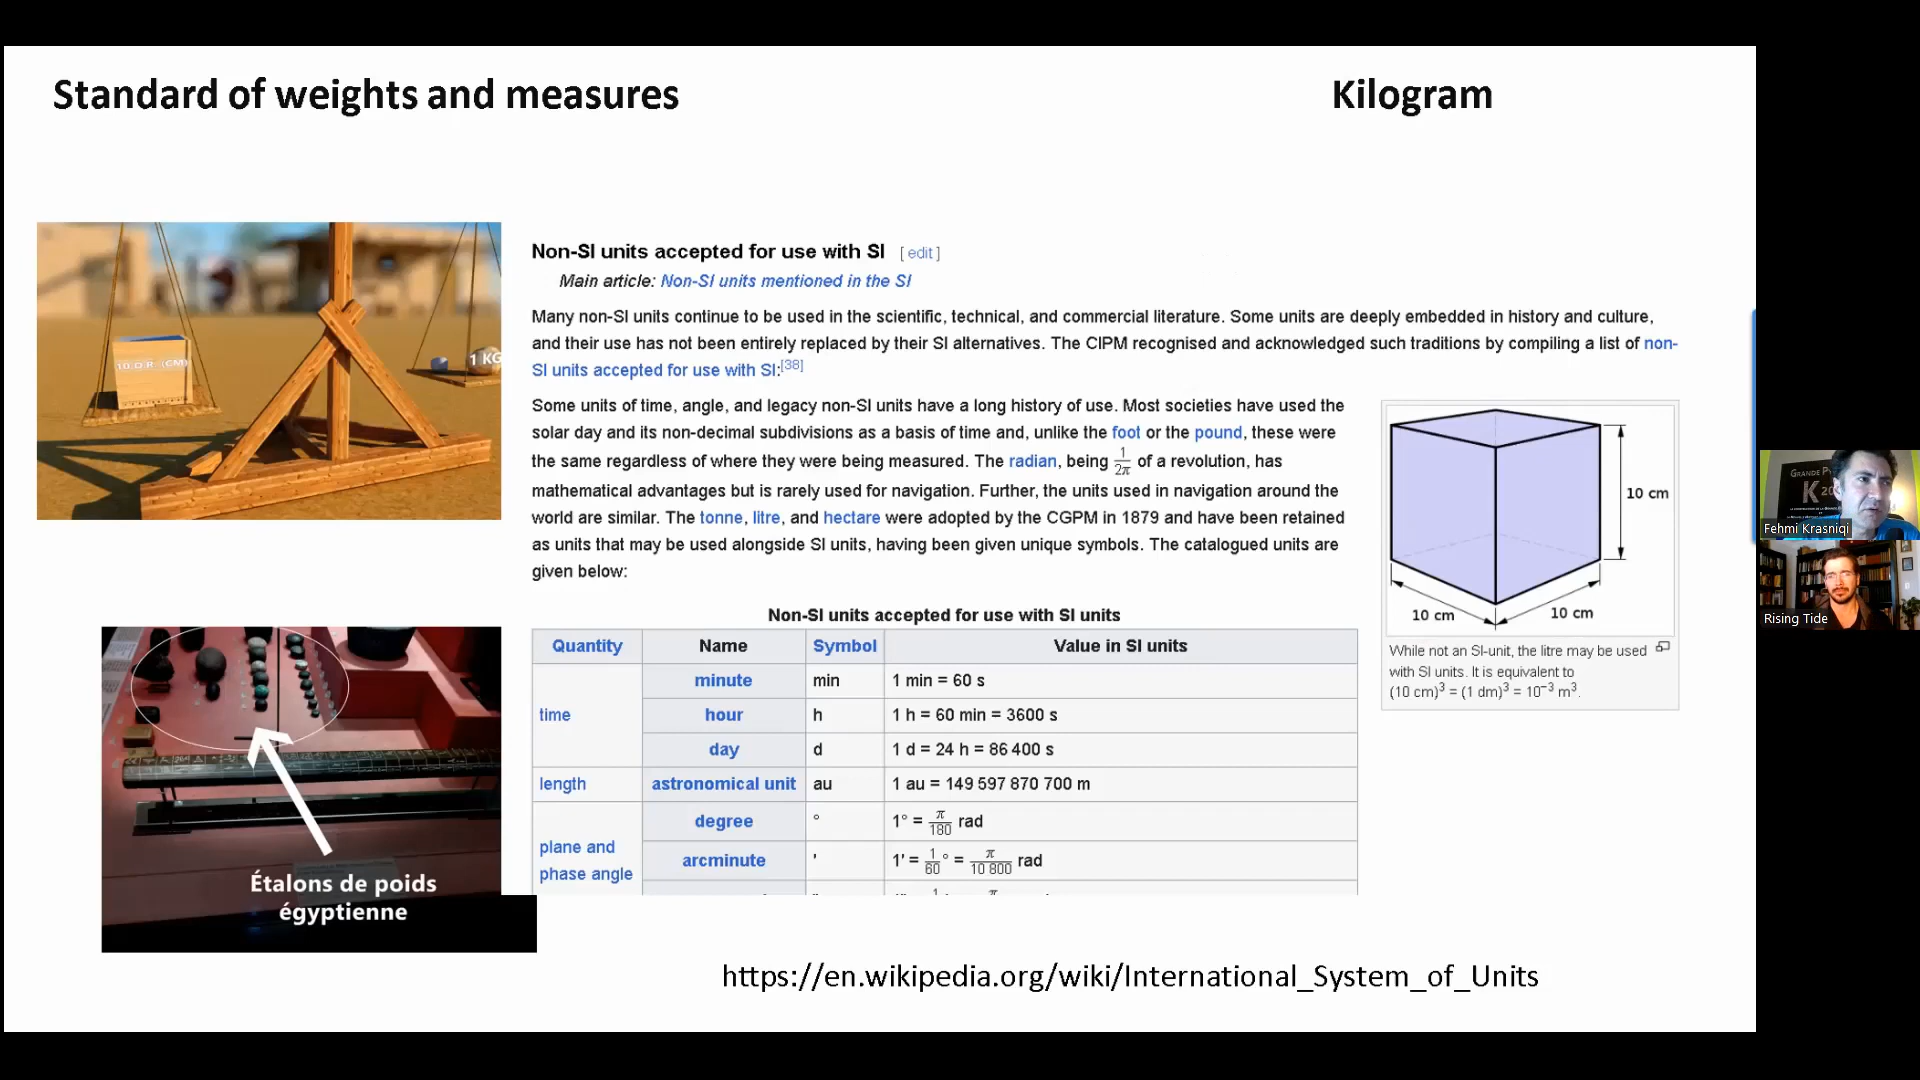 Standard of weights and measures
Kilogram
10 D.R. (CM)
1 KG
Non-SI units accepted for use with SI [ edit ]
Main article: Non-SI units mentioned in the SI
Many non-SI units continue to be used in the scientific, technical, and commercial literature. Some units are deeply embedded in history and culture,
and their use has not been entirely replaced by their SI alternatives. The CIPM recognised and acknowledged such traditions by compiling a list of non-
SI units accepted for use with SI:[38]
Some units of time, angle, and legacy non-SI units have a long history of use. Most societies have used the
solar day and its non-decimal subdivisions as a basis of time and, unlike the foot or the pound, these were
the same regardless of where they were being measured. The radian, being 1/2π of a revolution, has
mathematical advantages but is rarely used for navigation. Further, the units used in navigation around the
world are similar. The tonne, litre, and hectare were adopted by the CGPM in 1879 and have been retained
as units that may be used alongside SI units, having been given unique symbols. The catalogued units are
given below:
10 cm
10 cm
10 cm
While not an SI-unit, the litre may be used
with SI units. It is equivalent to
(10 cm)³ = (1 dm)³ = 10⁻³ m³.
Non-SI units accepted for use with SI units
Quantity Name Symbol Value in SI units
time
minute min 1 min = 60 s
hour h 1 h = 60 min = 3600 s
day d 1 d = 24 h = 86 400 s
length astronomical unit au 1 au = 149 597 870 700 m
plane and
phase angle
degree ° 1° = π/180 rad
arcminute ′ 1′ = 1/60° = π/10 800 rad
Étalons de poids
égyptienne
https://en.wikipedia.org/wiki/International_System_of_Units
GRANDE
K 20
Fehmi Krasniqi
Rising Tide